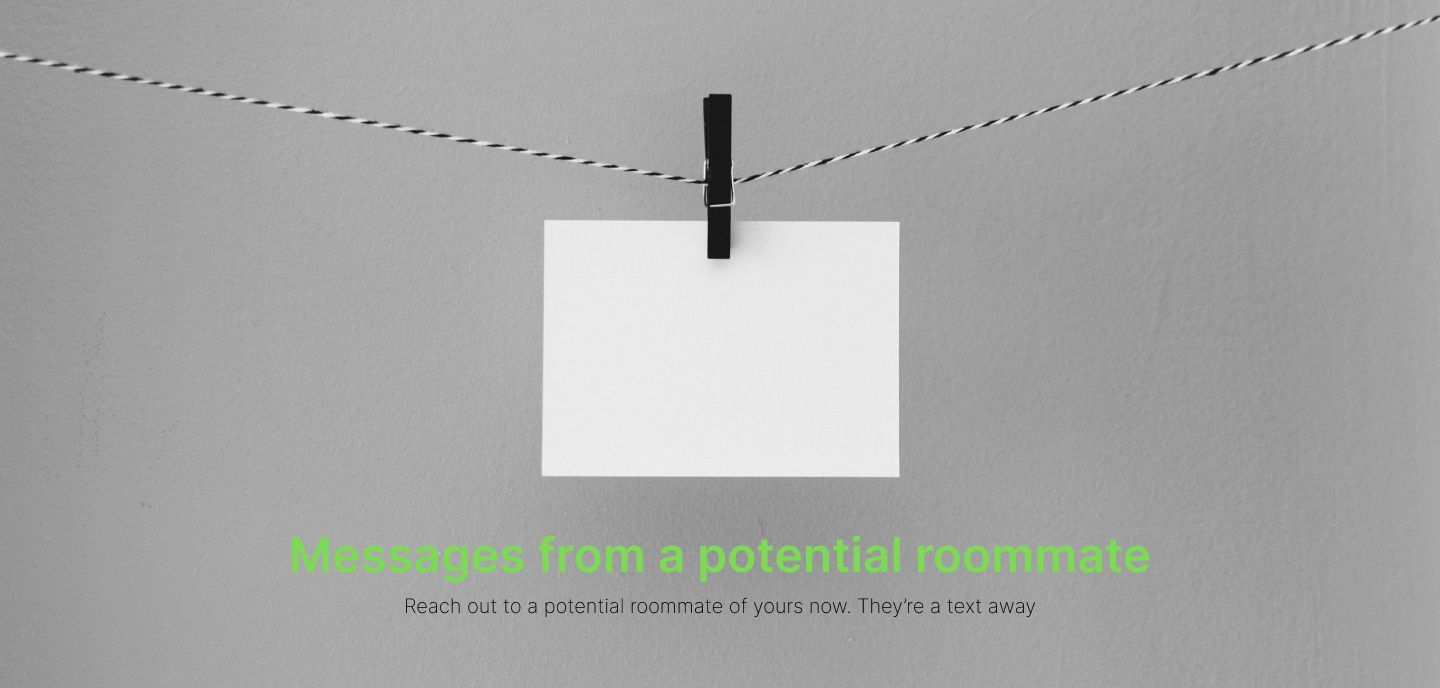 Messages from a potential roommate
Reach out to a potential roommate of yours now. They’re a text away